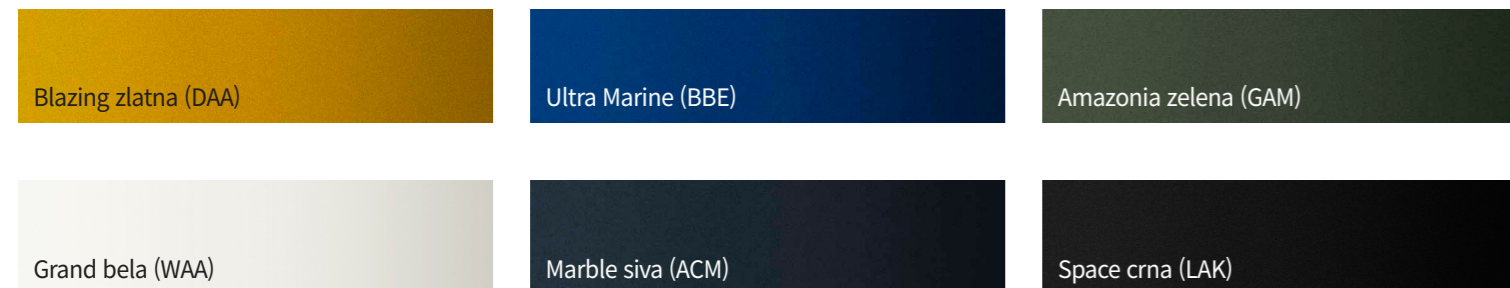 Blazing zlatna (DAA)
Ultra Marine (BBE)
Amazonia zelena (GAM)
Grand bela (WAA)
Marble siva (ACM)
Space crna (LAK)